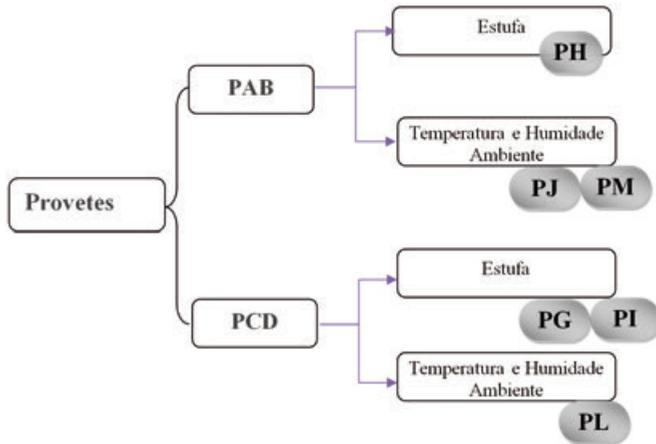 Estufa
PH
PAB
Temperatura e Humidade
Ambiente
PJ PM
Provetes
Estufa
PCD
PG PI
Temperatura e Humidade
Ambiente
PL